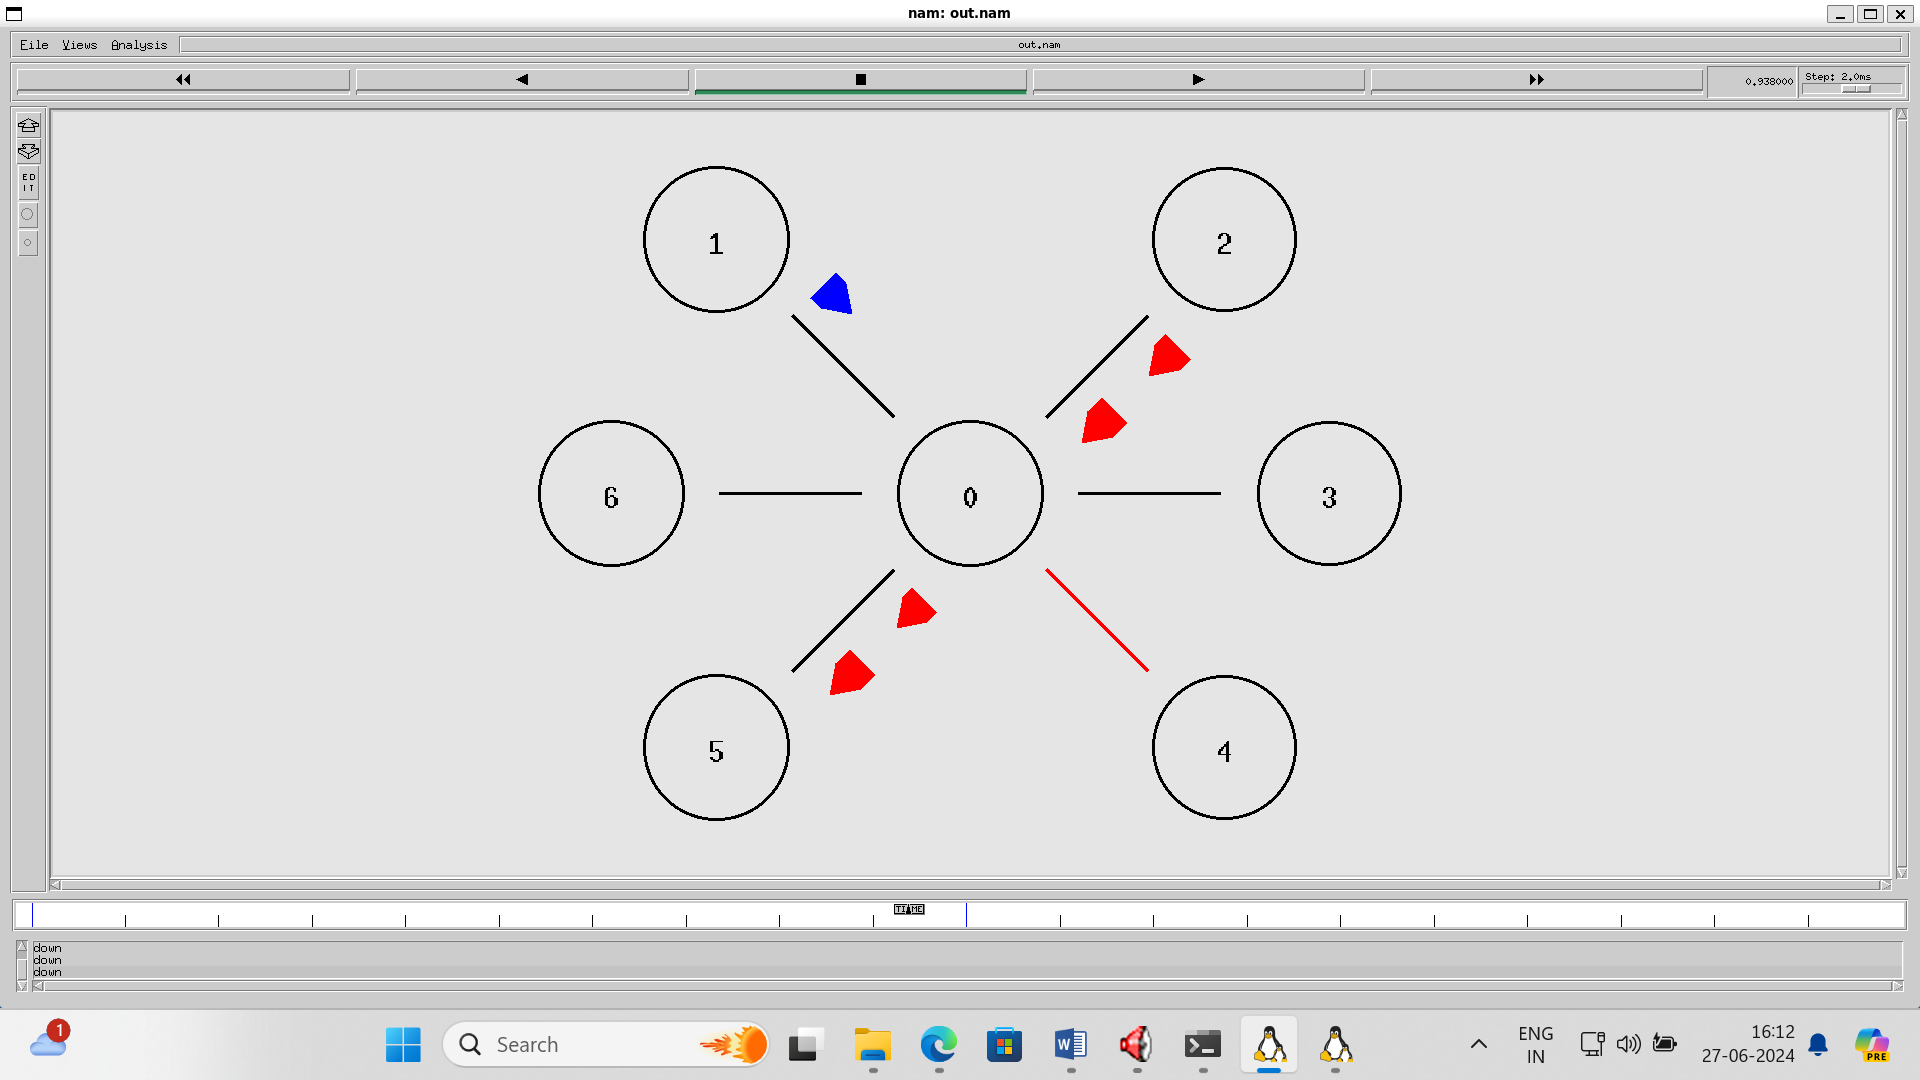 nam: out.nam
File Views Analysis
out.nam
0.938000
Step: 2.0ms
ED
IT
1
2
6
0
3
5
4
TIME
down
down
down
1
Search
ENG
IN
16:12
27-06-2024
PRE